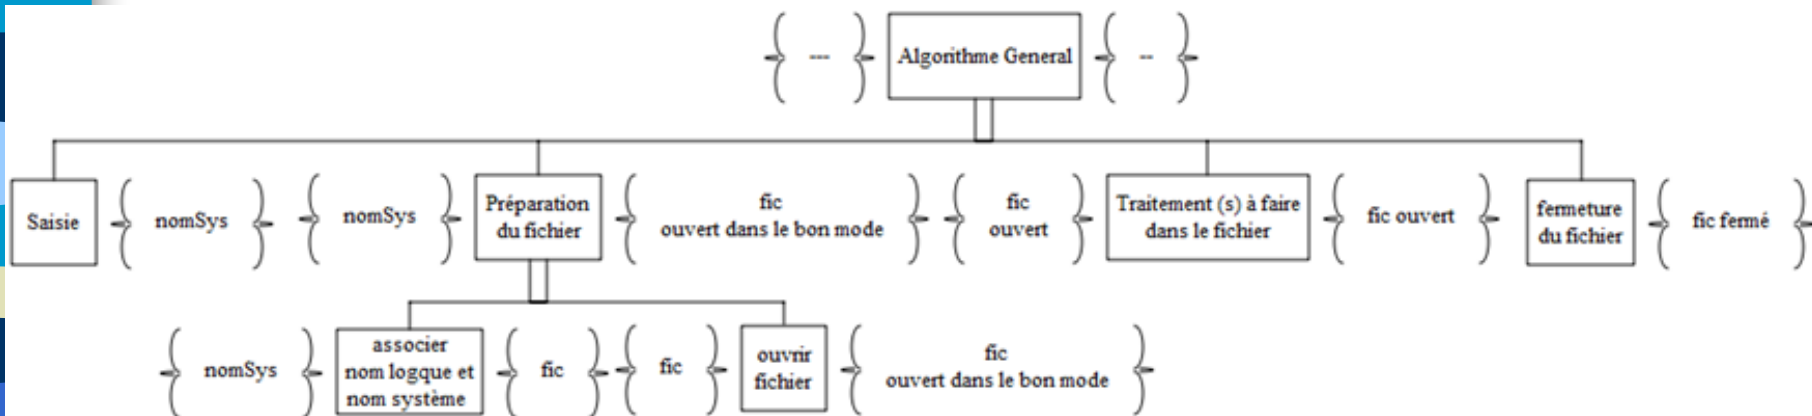 ---
Algorithme General
--
Saisie
nomSys
nomSys
Préparation
du fichier
fic
ouvert dans le bon mode
fic
ouvert
Traitement (s) à faire
dans le fichier
fic ouvert
fermeture
du fichier
fic fermé
nomSys
associer
nom logque et
nom système
fic
fic
ouvrir
fichier
fic
ouvert dans le bon mode